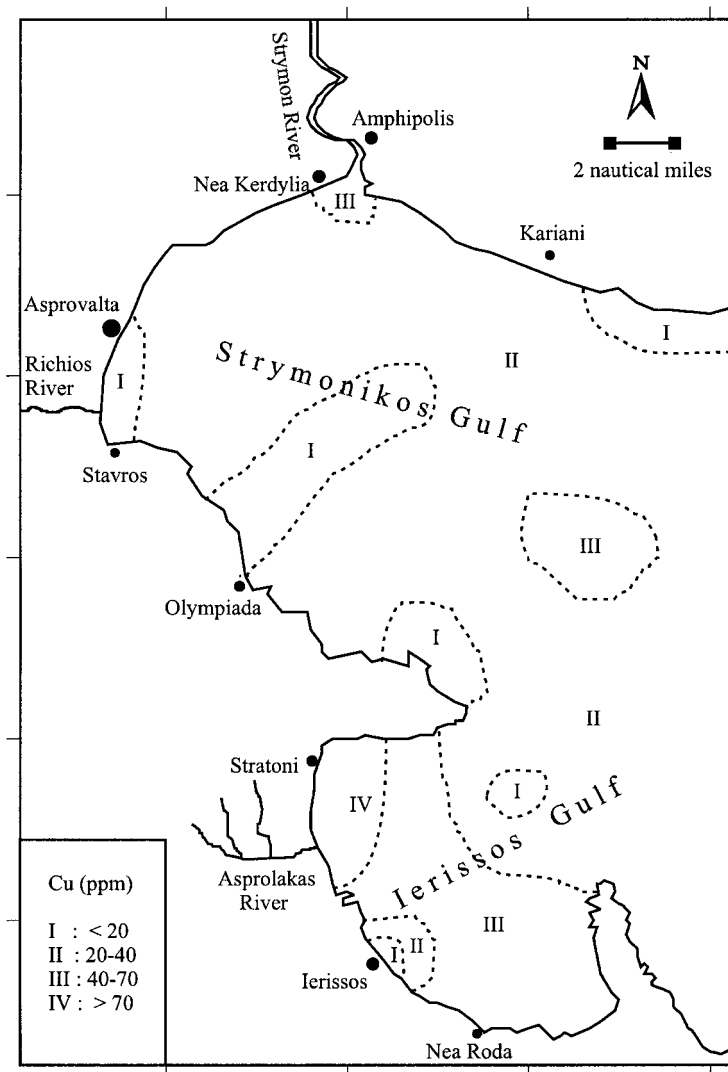 N
2 nautical miles
Strymon River
Amphipolis
Nea Kerdylia
III
Kariani
Asprovalta
I
Richios
River
I
II
Strymonikos Gulf
I
Stavros
III
Olympiada
I
II
Stratoni
IV
I
Ierissos Gulf
Asprolakas
River
III
II
I
Ierissos
Nea Roda
Cu (ppm)
I : < 20
II : 20-40
III : 40-70
IV : > 70